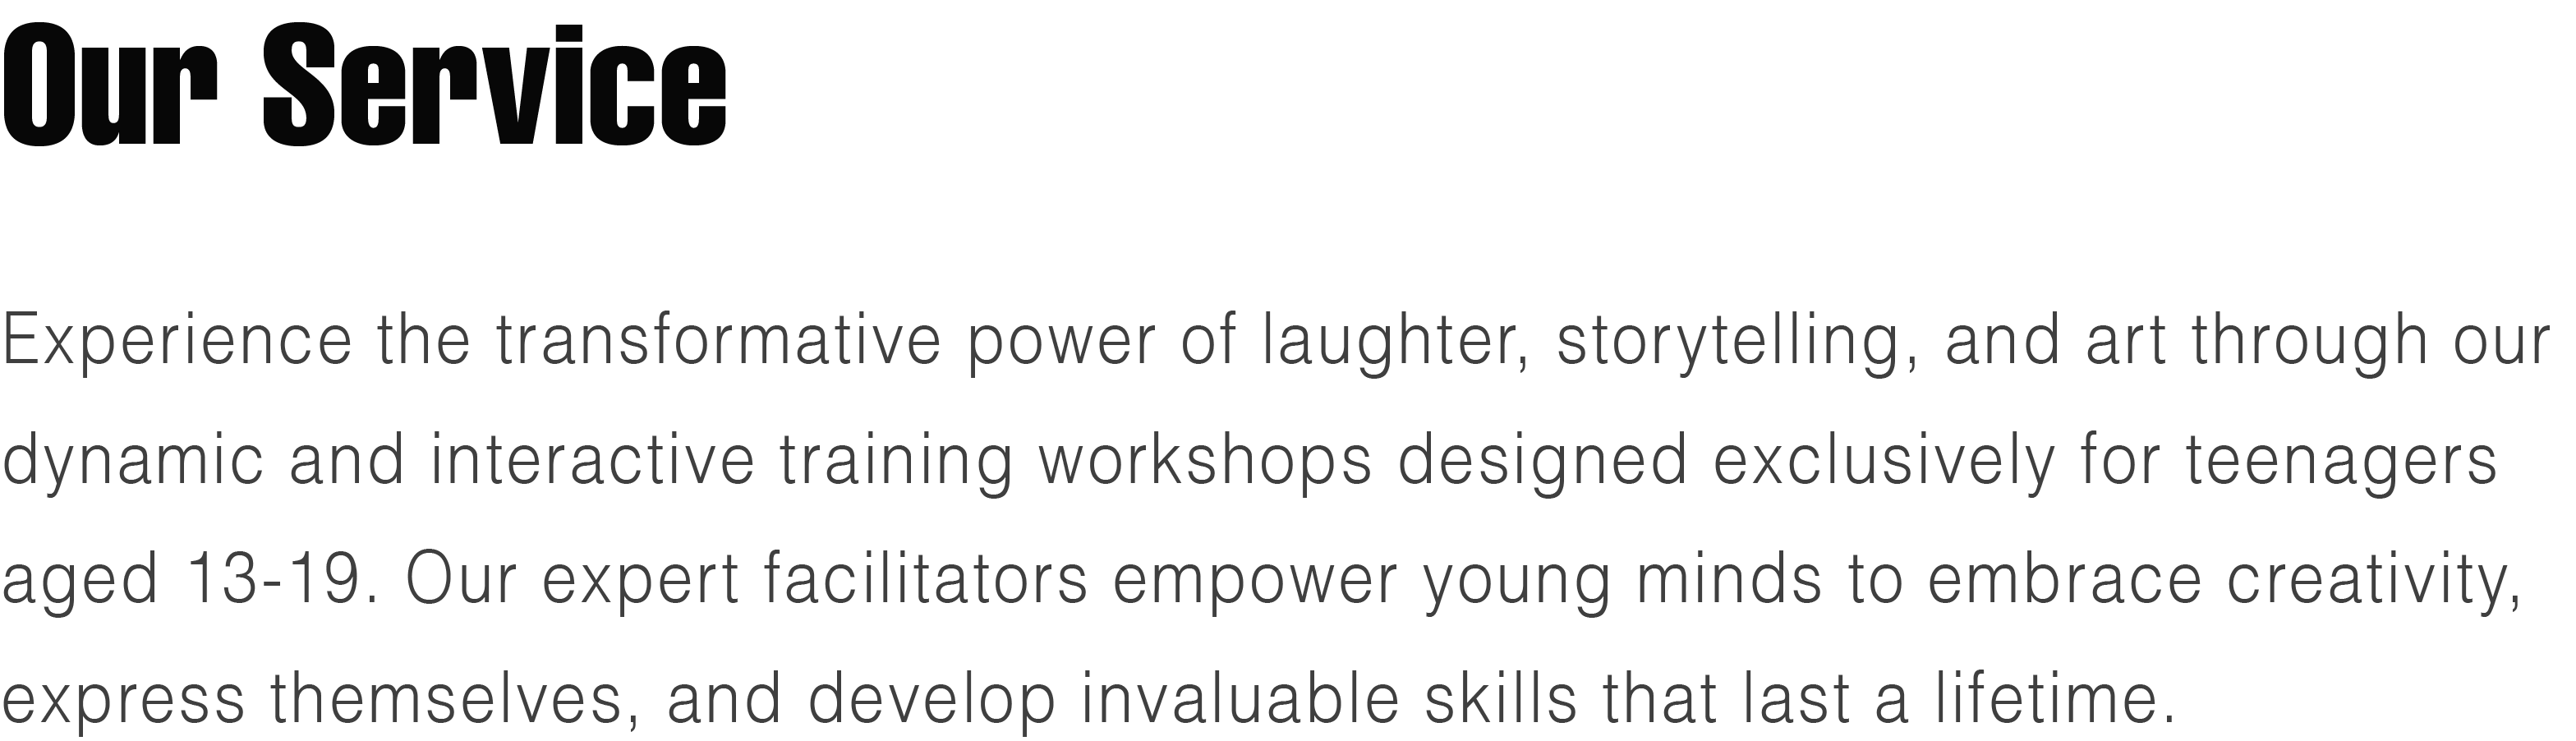 Our Service
Experience the transformative power of laughter, storytelling, and art through our
dynamic and interactive training workshops designed exclusively for teenagers
aged 13-19. Our expert facilitators empower young minds to embrace creativity,
express themselves, and develop invaluable skills that last a lifetime.